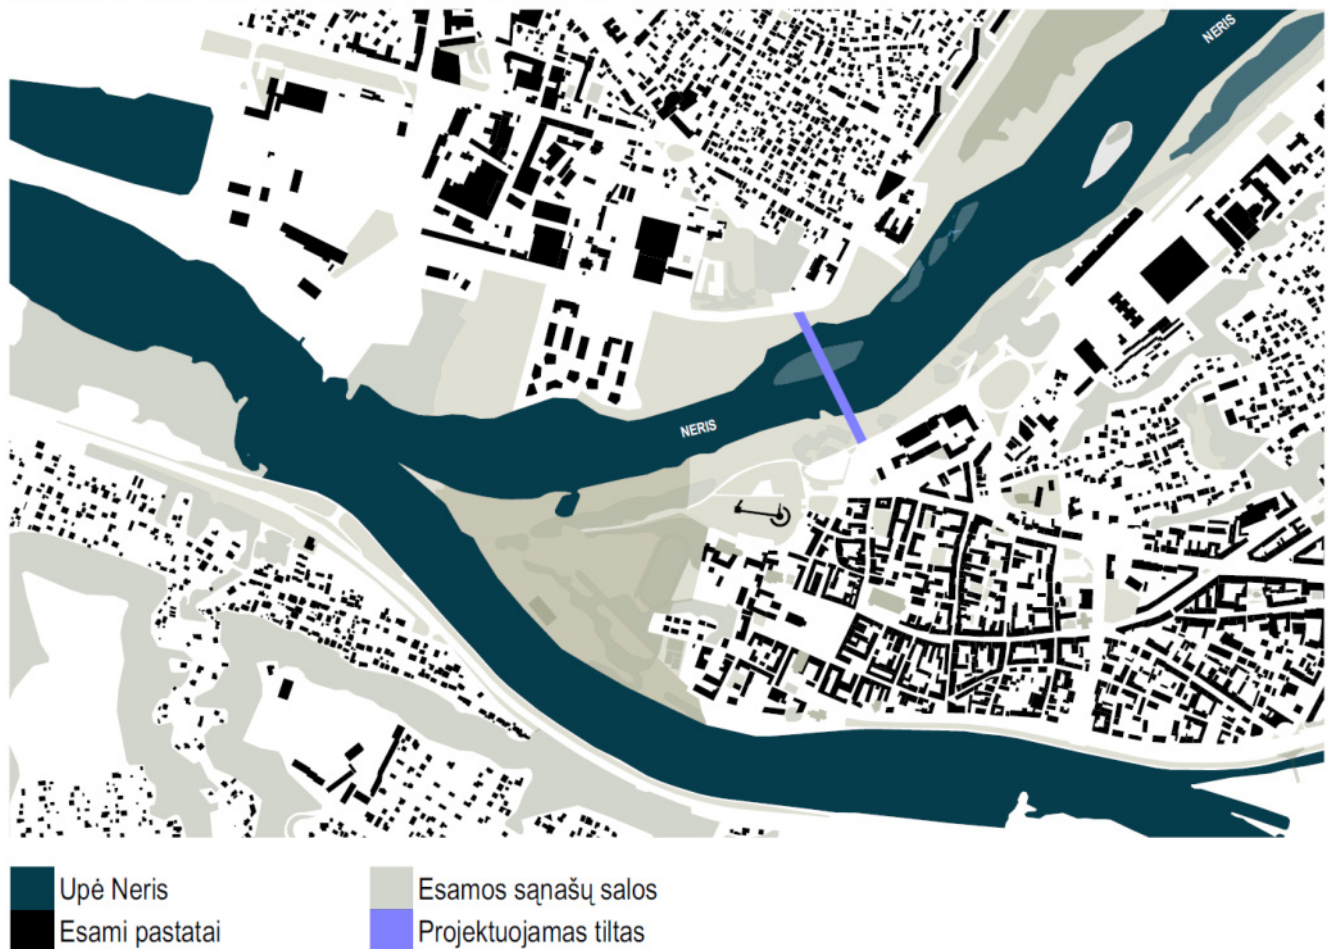 NERIS
NERIS
Upė Neris
Esami pastatai
Esamos sąnašų salos
Projektuojamas tiltas